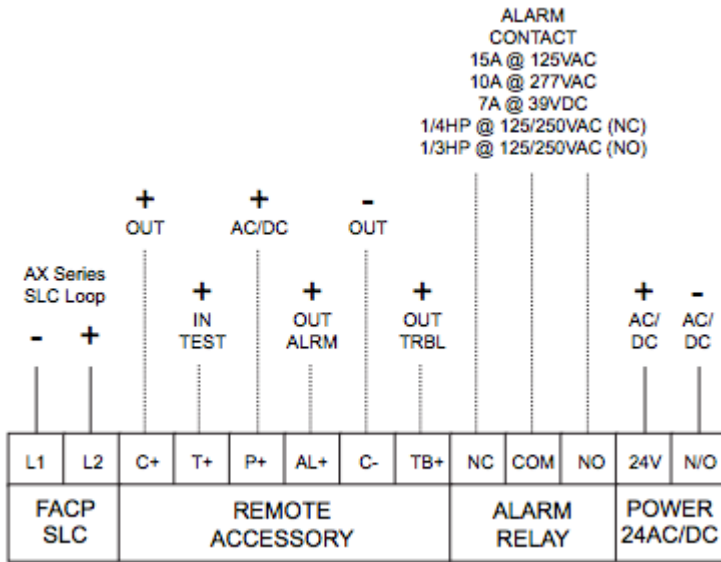 ALARM
CONTACT
15A @ 125VAC
10A @ 277VAC
7A @ 39VDC
1/4HP @ 125/250VAC (NC)
1/3HP @ 125/250VAC (NO)
+ + -
OUT AC/DC OUT
AX Series
SLC Loop
- +
+ + +
IN OUT OUT
TEST ALRM TRBL
+ -
AC/ AC/
DC DC
L1 L2 C+ T+ P+ AL+ C- TB+ NC COM NO 24V N/O
FACP REMOTE ALARM POWER
SLC ACCESSORY RELAY 24AC/DC